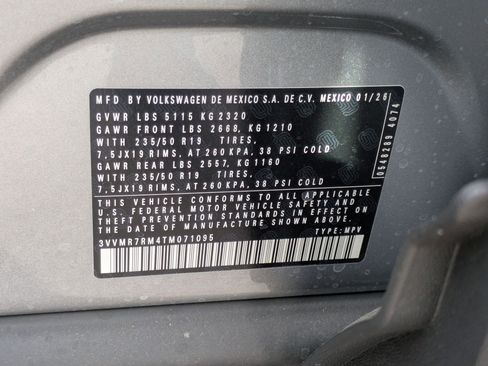 MFD BY VOLKSWAGEN DE MEXICO S.A. DE C.V. MEXICO 01/26
GVWR LBS 5115 KG 2320
GAWR FRONT LBS 2668, KG 1210
WITH 235/50 R19 TIRES,
7.5JX19 RIMS, AT 260 KPA, 38 PSI COLD
GAWR REAR LBS 2557, KG 1160
WITH 235/50 R19 TIRES,
7.5JX19 RIMS, AT 260 KPA, 38 PSI COLD
THIS VEHICLE CONFORMS TO ALL APPLICABLE
U.S. FEDERAL MOTOR VEHICLE SAFETY AND
THEFT PREVENTION STANDARDS IN EFFECT ON
THE DATE OF MANUFACTURE SHOWN ABOVE.
3VVMR7RM4TM071095 TYPE: MPV
0548289 4074